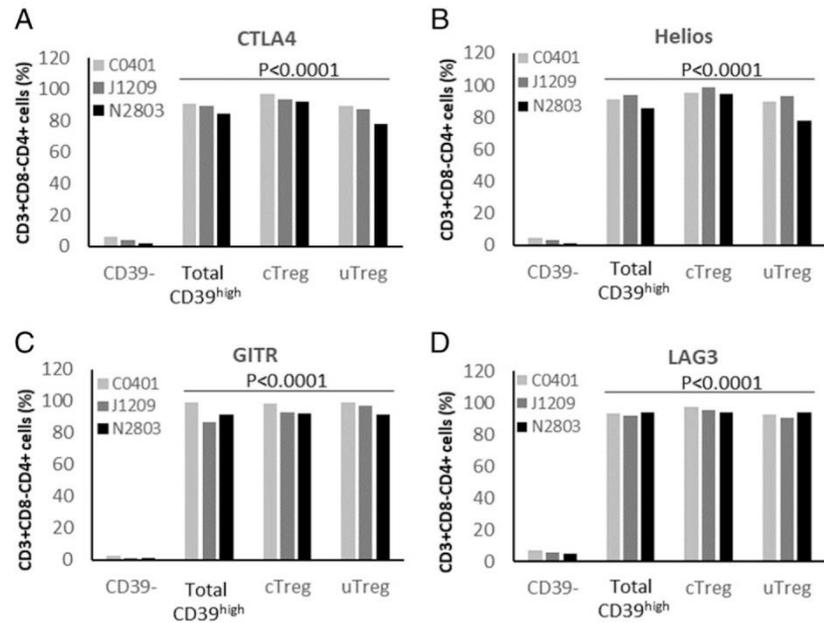 A
CTLA4
CD3+CD8-CD4+ cells (%)
120
100
80
60
40
20
0
C0401
J1209
N2803
P<0.0001
CD39-
Total
CD39high
cTreg
uTreg
B
Helios
CD3+CD8-CD4+ cells (%)
120
100
80
60
40
20
0
C0401
J1209
N2803
P<0.0001
CD39-
Total
CD39high
cTreg
uTreg
C
GITR
CD3+CD8-CD4+ cells (%)
120
100
80
60
40
20
0
C0401
J1209
N2803
P<0.0001
CD39-
Total
CD39high
cTreg
uTreg
D
LAG3
CD3+CD8-CD4+ cells (%)
120
100
80
60
40
20
0
C0401
J1209
N2803
P<0.0001
CD39-
Total
CD39high
cTreg
uTreg